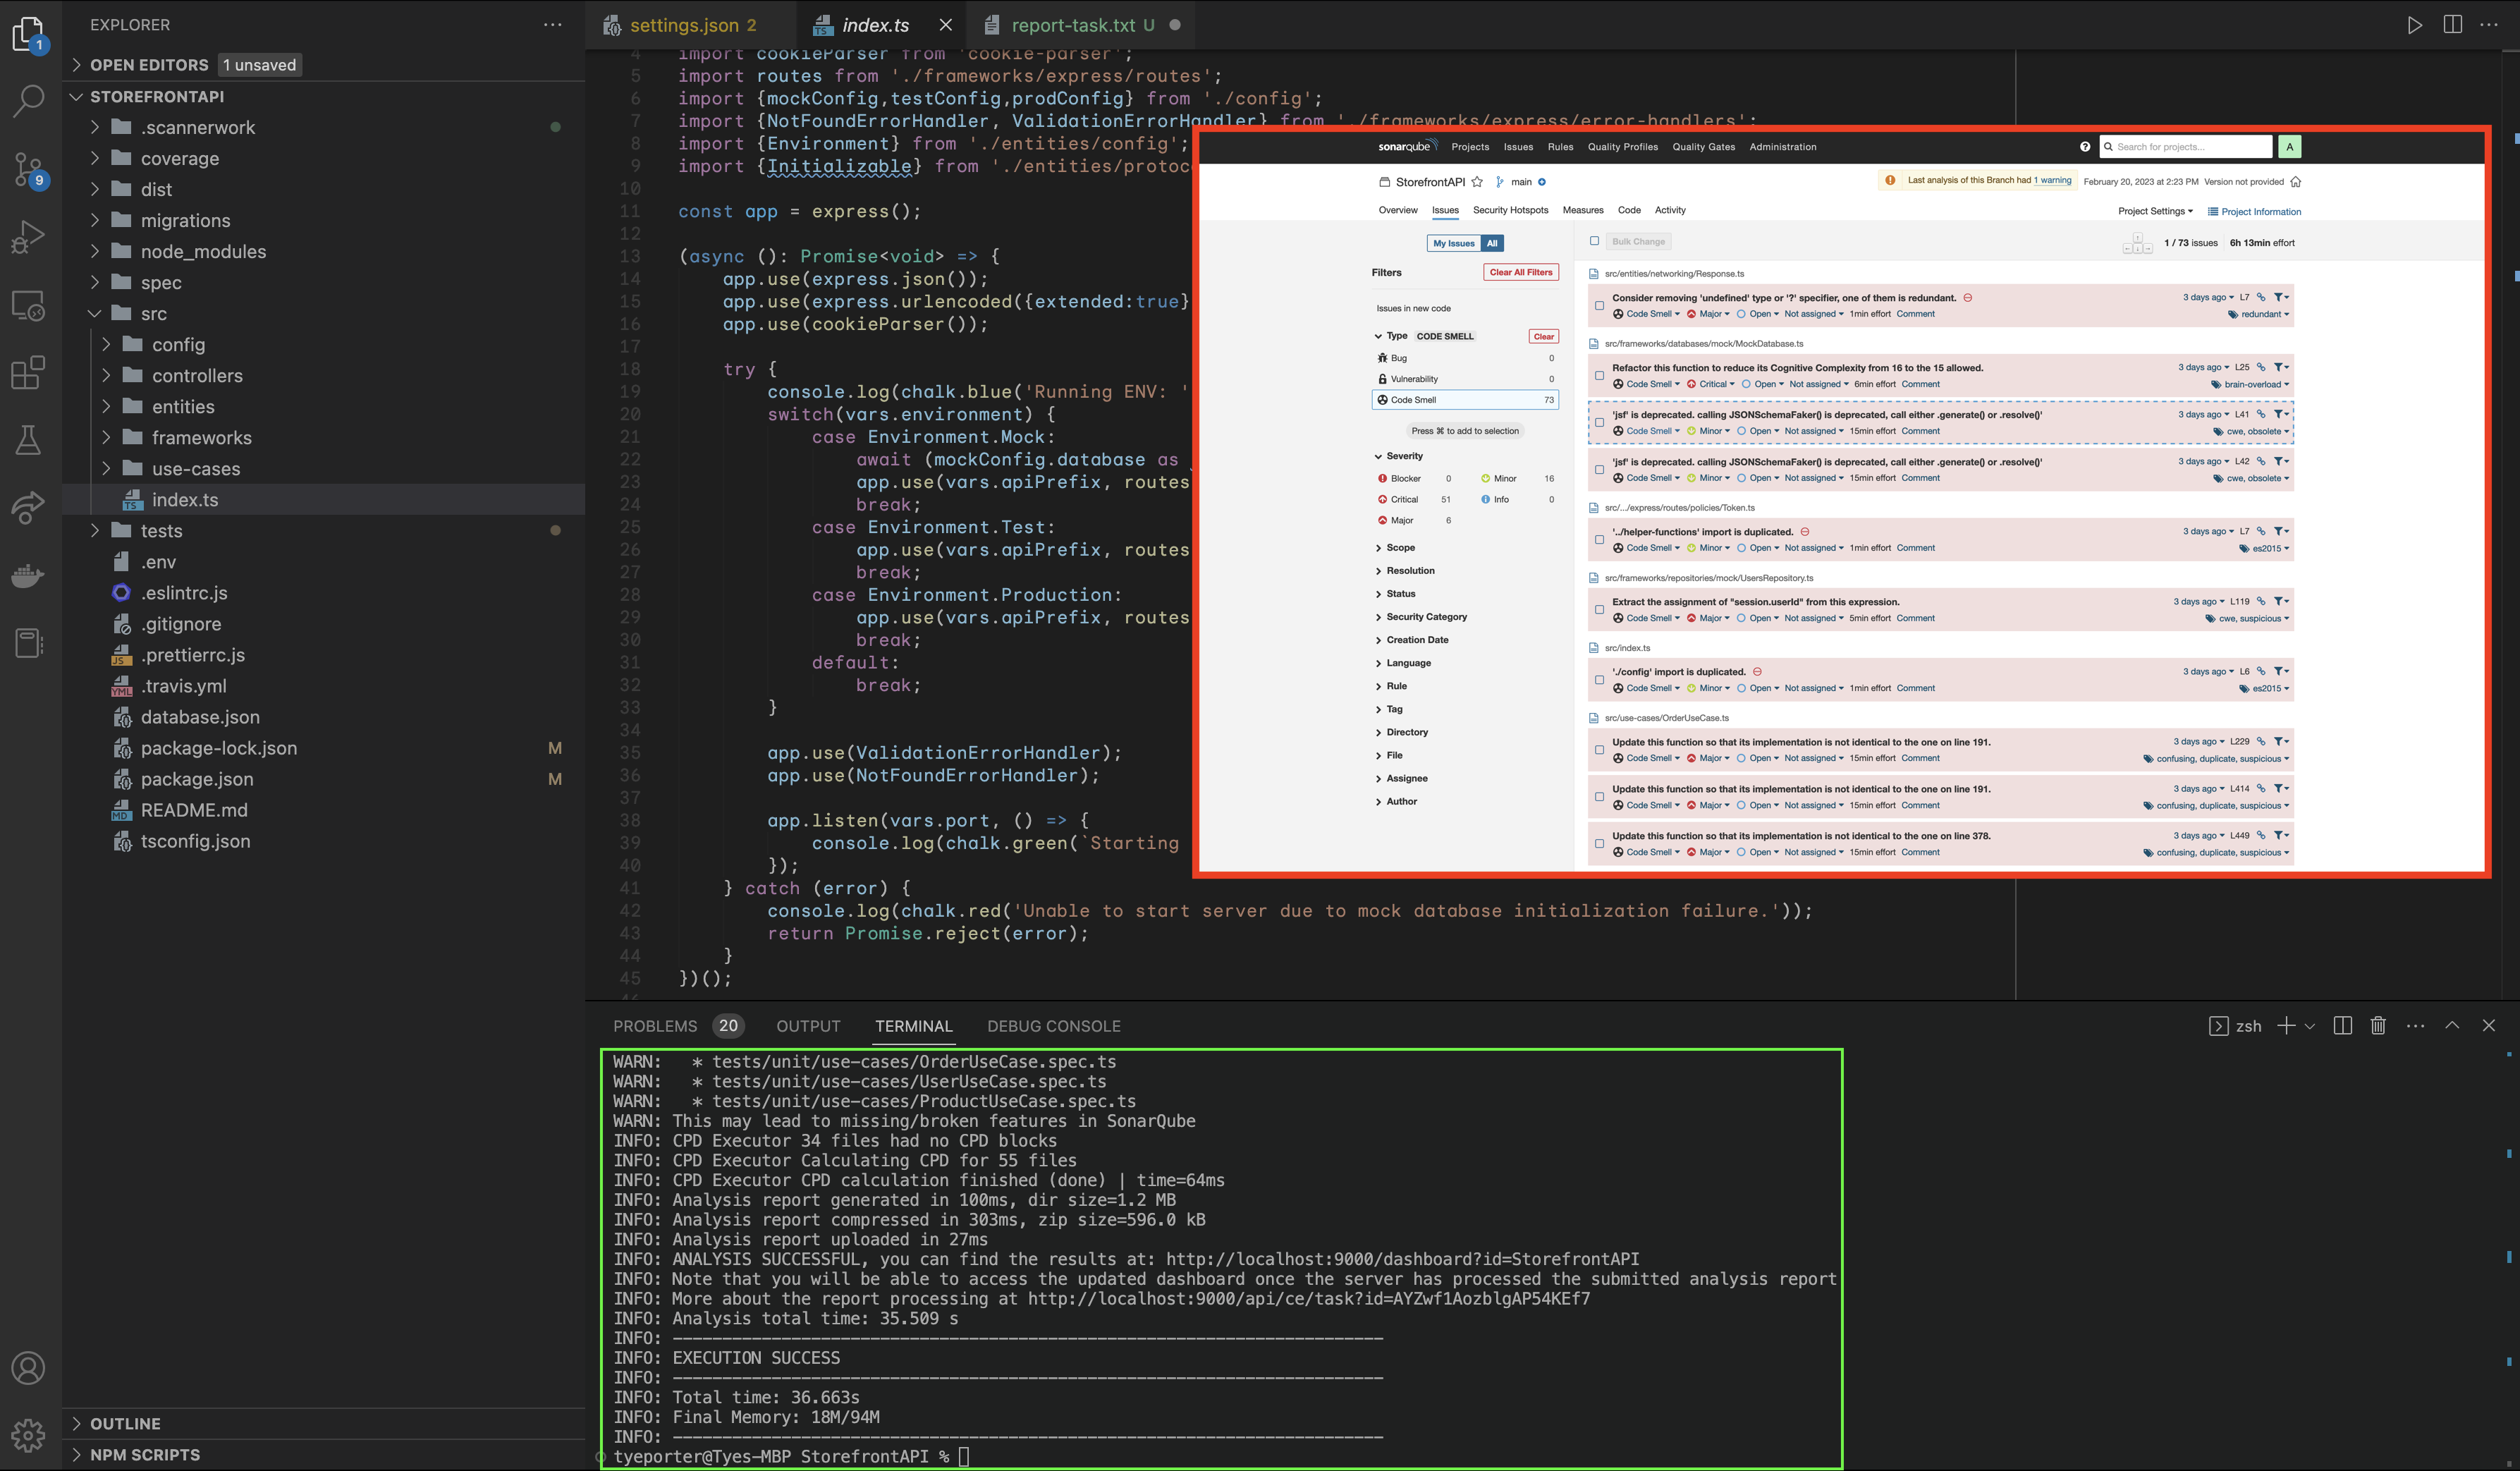 EXPLORER
OPEN EDITORS 1 unsaved
STOREFRONTAPI
.scannerwork
coverage
dist
migrations
node_modules
spec
src
config
controllers
entities
frameworks
use-cases
index.ts
tests
.env
.eslintrc.js
.gitignore
.prettierrc.js
.travis.yml
database.json
package-lock.json M
package.json M
README.md
tsconfig.json
OUTLINE
NPM SCRIPTS
1
9
settings.json 2
index.ts
report-task.txt U
4 import cookieParser from 'cookie-parser';
5 import routes from './frameworks/express/routes';
6 import {mockConfig,testConfig,prodConfig} from './config';
7 import {NotFoundErrorHandler, ValidationErrorHandler} from './frameworks/express/error-handlers';
8 import {Environment} from './entities/config';
9 import {Initializable} from './entities/protoc
10
11 const app = express();
12
13 (async (): Promise<void> => {
14 app.use(express.json());
15 app.use(express.urlencoded({extended:true}
16 app.use(cookieParser());
17
18 try {
19 console.log(chalk.blue('Running ENV: '
20 switch(vars.environment) {
21 case Environment.Mock:
22 await (mockConfig.database as
23 app.use(vars.apiPrefix, routes
24 break;
25 case Environment.Test:
26 app.use(vars.apiPrefix, routes
27 break;
28 case Environment.Production:
29 app.use(vars.apiPrefix, routes
30 break;
31 default:
32 break;
33 }
34
35 app.use(ValidationErrorHandler);
36 app.use(NotFoundErrorHandler);
37
38 app.listen(vars.port, () => {
39 console.log(chalk.green(`Starting
40 });
41 } catch (error) {
42 console.log(chalk.red('Unable to start server due to mock database initialization failure.'));
43 return Promise.reject(error);
44 }
45 })();
sonarqube Projects Issues Rules Quality Profiles Quality Gates Administration Search for projects... A
StorefrontAPI main Last analysis of this Branch had 1 warning February 20, 2023 at 2:23 PM Version not provided
Overview Issues Security Hotspots Measures Code Activity Project Settings Project Information
My Issues All
Filters Clear All Filters
Issues in new code
Type CODE SMELL Clear
Bug 0
Vulnerability 0
Code Smell 73
Press ⌘ to add to selection
Severity
Blocker 0 Minor 16
Critical 51 Info 0
Major 6
Scope
Resolution
Status
Security Category
Creation Date
Language
Rule
Tag
Directory
File
Assignee
Author
Bulk Change 1 / 73 issues 6h 13min effort
src/entities/networking/Response.ts
Consider removing 'undefined' type or '?' specifier, one of them is redundant. 3 days ago L7
Code Smell Major Open Not assigned 1min effort Comment redundant
src/frameworks/databases/mock/MockDatabase.ts
Refactor this function to reduce its Cognitive Complexity from 16 to the 15 allowed. 3 days ago L25
Code Smell Critical Open Not assigned 6min effort Comment brain-overload
'jsf' is deprecated. calling JSONSchemaFaker() is deprecated, call either .generate() or .resolve()' 3 days ago L41
Code Smell Minor Open Not assigned 15min effort Comment cwe, obsolete
'jsf' is deprecated. calling JSONSchemaFaker() is deprecated, call either .generate() or .resolve()' 3 days ago L42
Code Smell Minor Open Not assigned 15min effort Comment cwe, obsolete
src/.../express/routes/policies/Token.ts
'../helper-functions' import is duplicated. 3 days ago L7
Code Smell Minor Open Not assigned 1min effort Comment es2015
src/frameworks/repositories/mock/UsersRepository.ts
Extract the assignment of "session.userId" from this expression. 3 days ago L119
Code Smell Major Open Not assigned 5min effort Comment cwe, suspicious
src/index.ts
'./config' import is duplicated. 3 days ago L6
Code Smell Minor Open Not assigned 1min effort Comment es2015
src/use-cases/OrderUseCase.ts
Update this function so that its implementation is not identical to the one on line 191. 3 days ago L229
Code Smell Major Open Not assigned 15min effort Comment confusing, duplicate, suspicious
Update this function so that its implementation is not identical to the one on line 191. 3 days ago L414
Code Smell Major Open Not assigned 15min effort Comment confusing, duplicate, suspicious
Update this function so that its implementation is not identical to the one on line 378. 3 days ago L449
Code Smell Major Open Not assigned 15min effort Comment confusing, duplicate, suspicious
PROBLEMS 20 OUTPUT TERMINAL DEBUG CONSOLE zsh
WARN: * tests/unit/use-cases/OrderUseCase.spec.ts
WARN: * tests/unit/use-cases/UserUseCase.spec.ts
WARN: * tests/unit/use-cases/ProductUseCase.spec.ts
WARN: This may lead to missing/broken features in SonarQube
INFO: CPD Executor 34 files had no CPD blocks
INFO: CPD Executor Calculating CPD for 55 files
INFO: CPD Executor CPD calculation finished (done) | time=64ms
INFO: Analysis report generated in 100ms, dir size=1.2 MB
INFO: Analysis report compressed in 303ms, zip size=596.0 kB
INFO: Analysis report uploaded in 27ms
INFO: ANALYSIS SUCCESSFUL, you can find the results at: http://localhost:9000/dashboard?id=StorefrontAPI
INFO: Note that you will be able to access the updated dashboard once the server has processed the submitted analysis report
INFO: More about the report processing at http://localhost:9000/api/ce/task?id=AYZwf1AozblgAP54KEf7
INFO: Analysis total time: 35.509 s
INFO: ------------------------------------------------------------------------
INFO: EXECUTION SUCCESS
INFO: ------------------------------------------------------------------------
INFO: Total time: 36.663s
INFO: Final Memory: 18M/94M
INFO: ------------------------------------------------------------------------
tyeporter@Tyes-MBP StorefrontAPI %